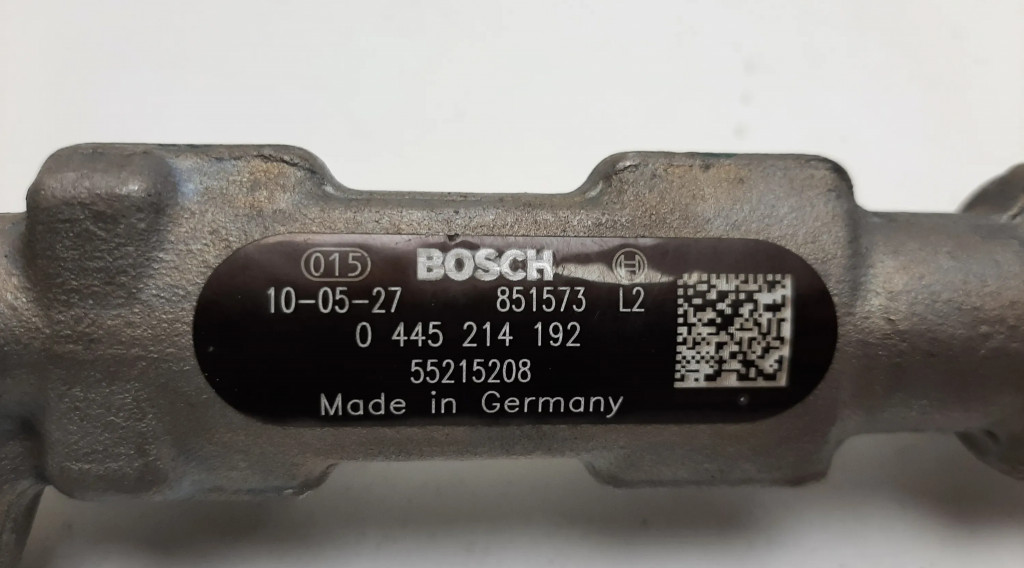 015 BOSCH
10-05-27 851573 L2
0 445 214 192
55215208
Made in Germany